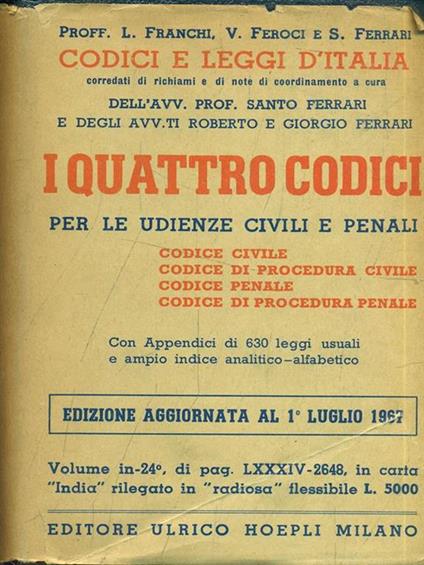 PROFF. L. FRANCHI, V. FEROCI E S. FERRARI
CODICI E LEGGI D'ITALIA
corredati di richiami e di note di coordinamento a cura
DELL'AVV. PROF. SANTO FERRARI
E DEGLI AVV.TI ROBERTO E GIORGIO FERRARI
I QUATTRO CODICI
PER LE UDIENZE CIVILI E PENALI
CODICE CIVILE
CODICE DI PROCEDURA CIVILE
CODICE PENALE
CODICE DI PROCEDURA PENALE
Con Appendici di 630 leggi usuali
e ampio indice analitico-alfabetico
EDIZIONE AGGIORNATA AL 1° LUGLIO 1967
Volume in-24°, di pag. LXXXIV-2648, in carta
"India" rilegato in "radiosa" flessibile L. 5000
EDITORE ULRICO HOEPLI MILANO